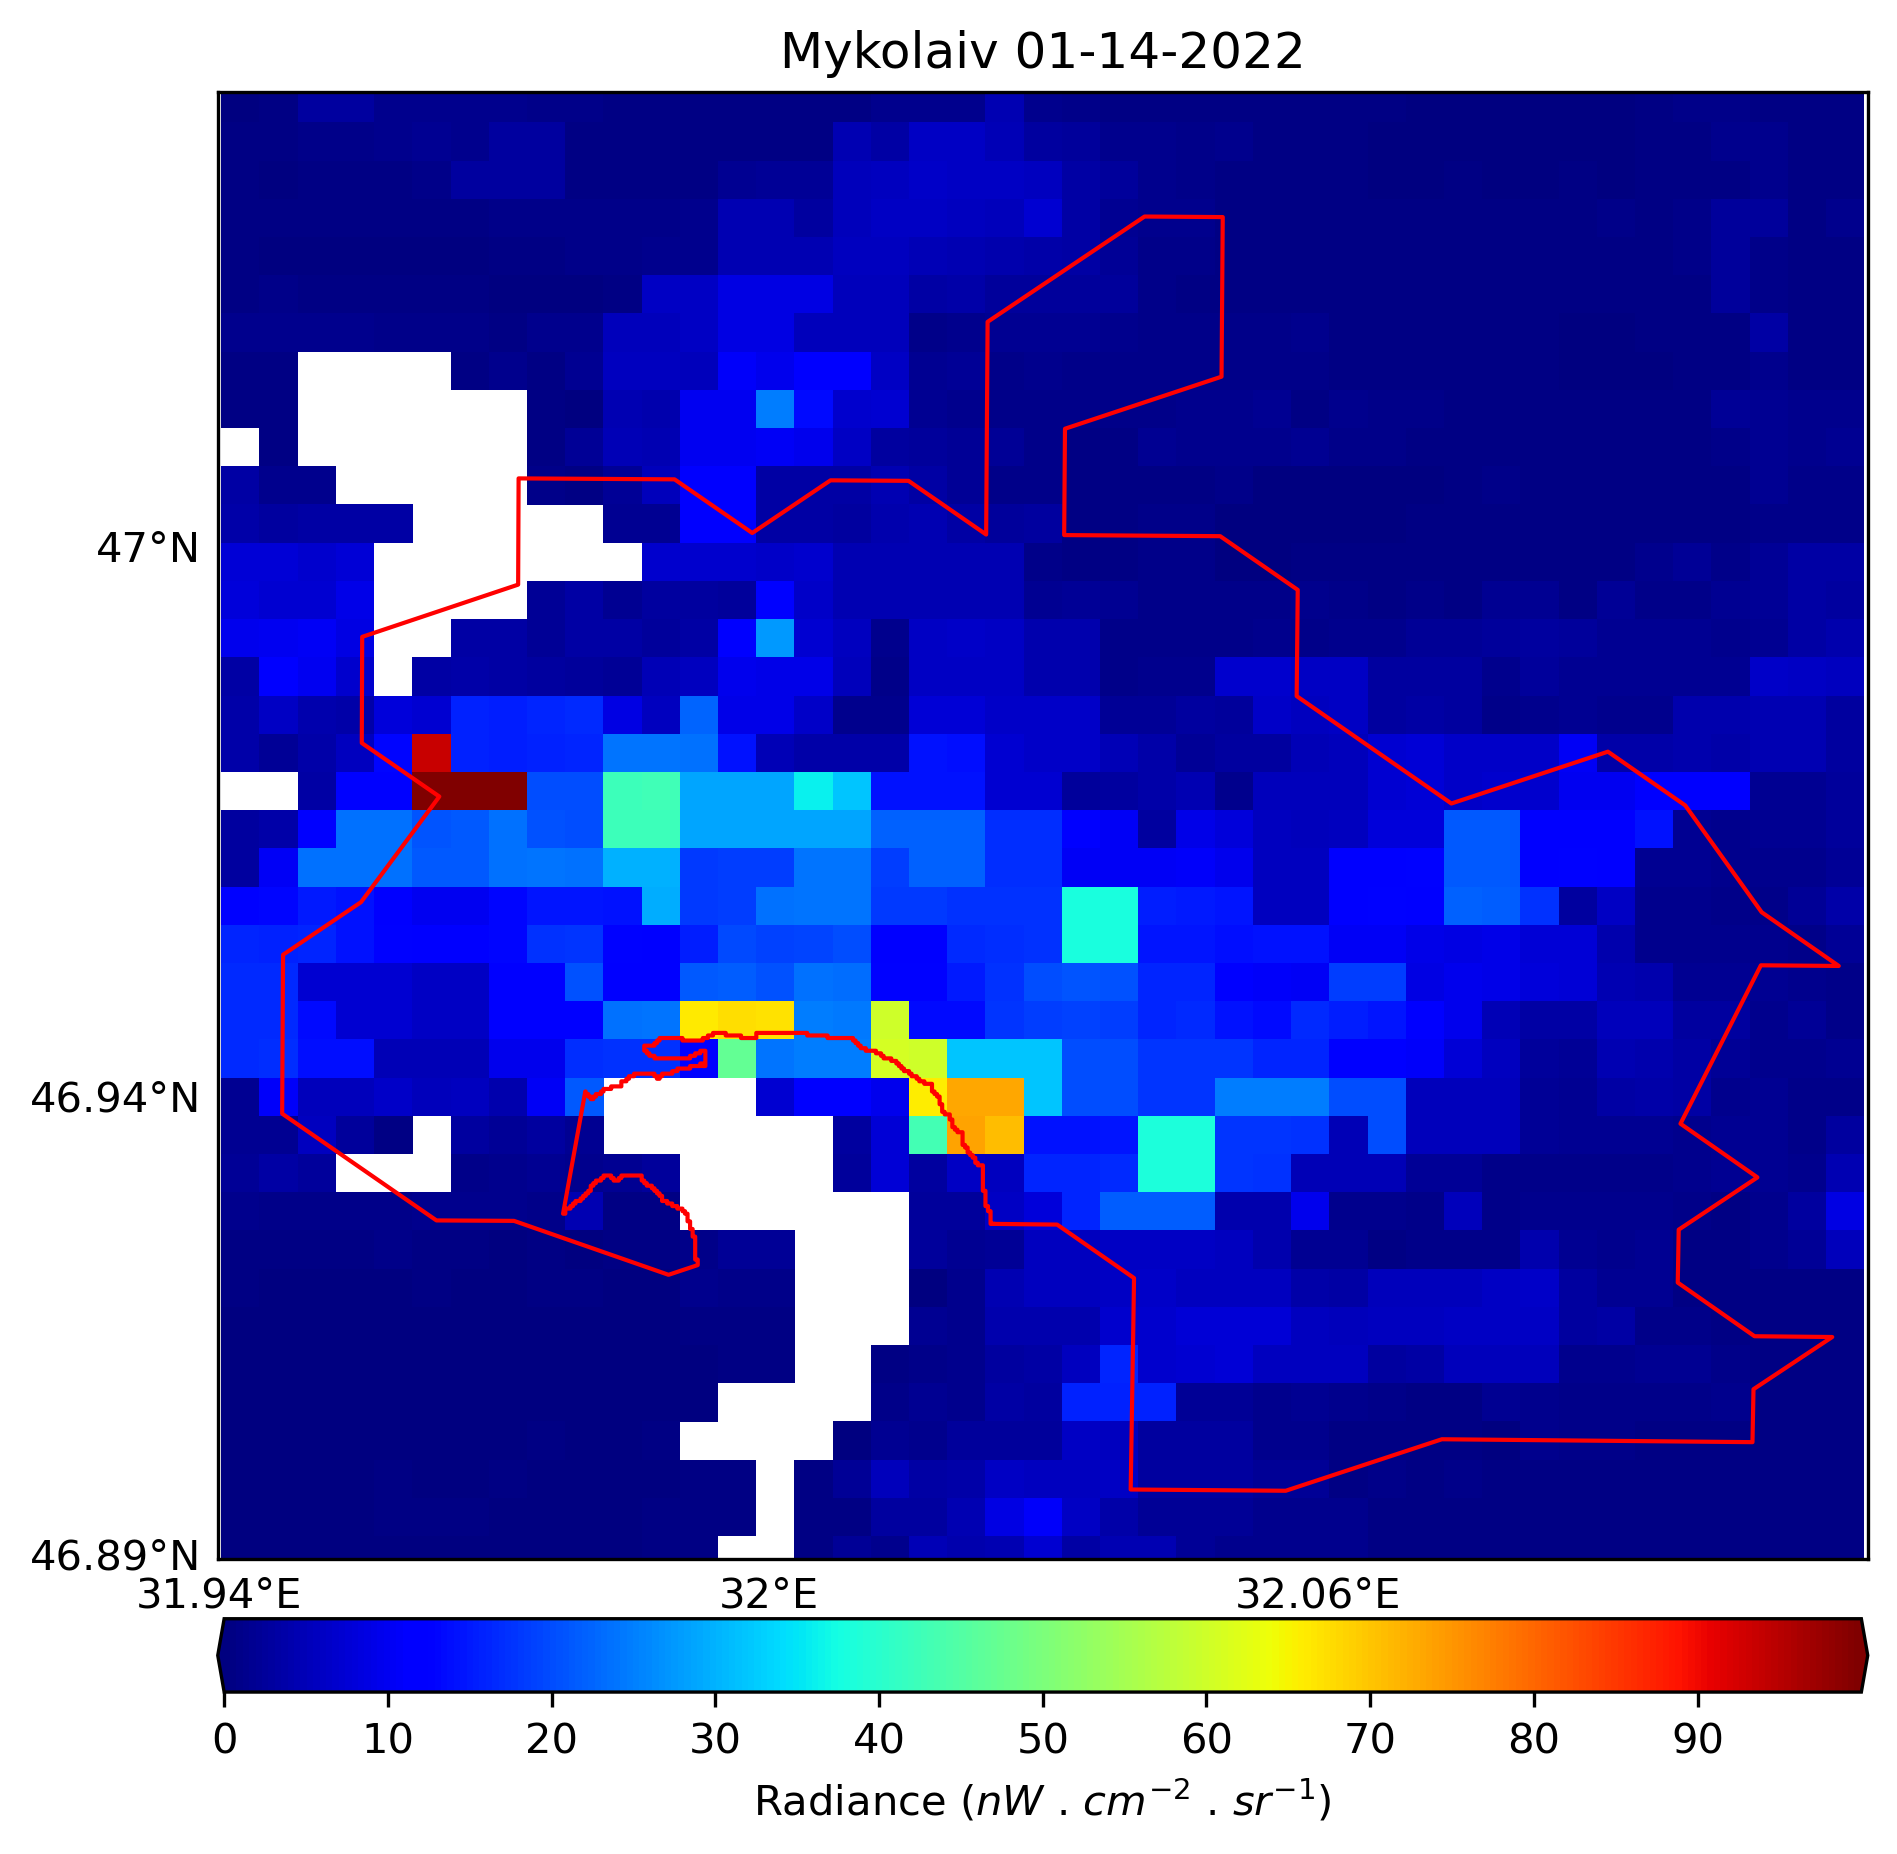 Mykolaiv 01-14-2022
47°N
46.94°N
46.89°N
31.94°E 32°E 32.06°E
0 10 20 30 40 50 60 70 80 90
Radiance (nW . cm⁻² . sr⁻¹)